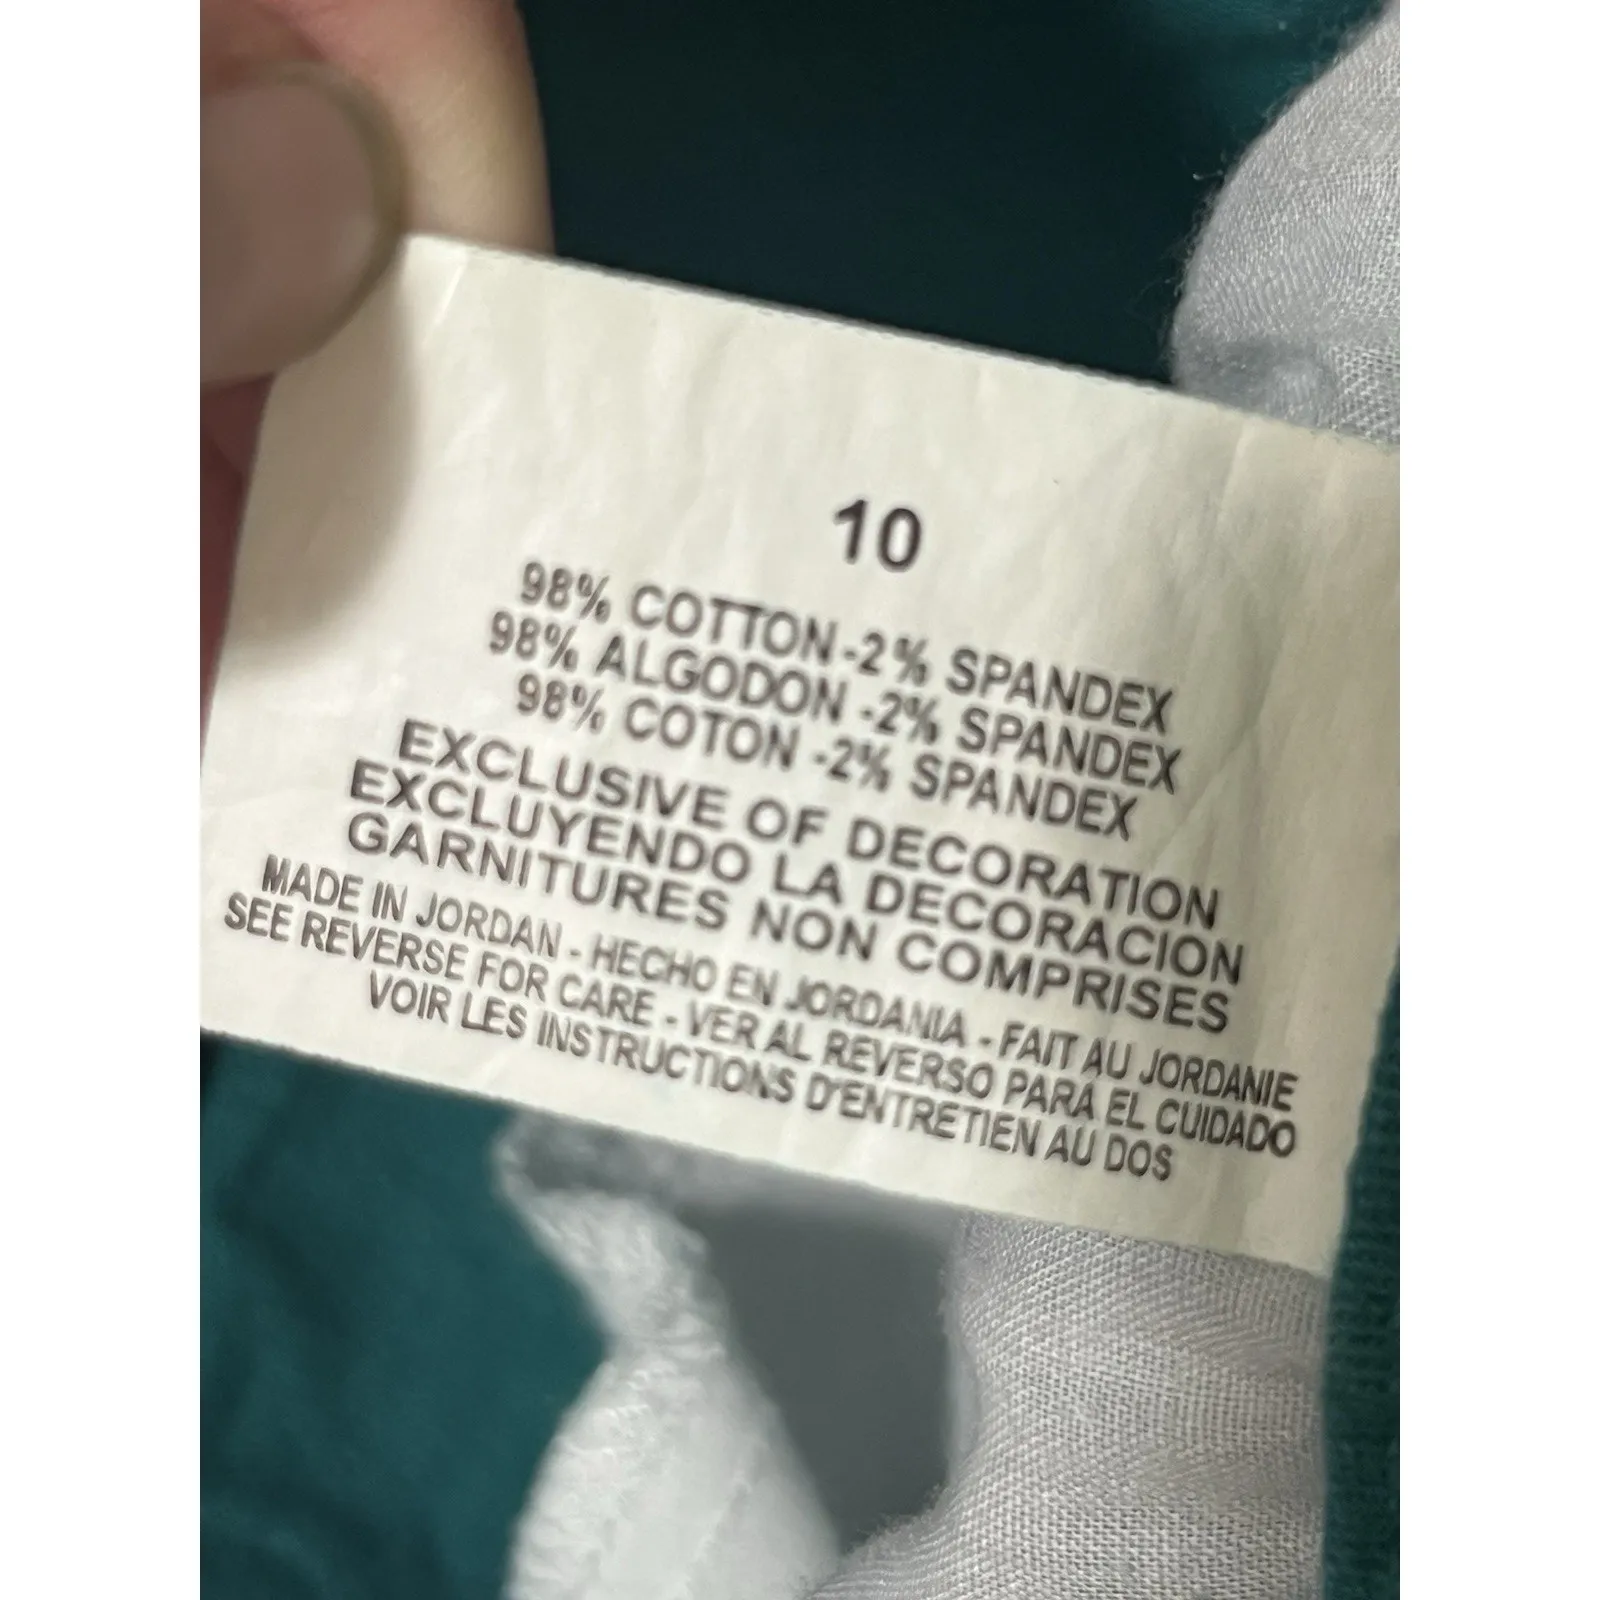 10
98% COTTON -2% SPANDEX
98% ALGODON -2% SPANDEX
98% COTON -2% SPANDEX
EXCLUSIVE OF DECORATION
EXCLUYENDO LA DECORACION
GARNITURES NON COMPRISES
MADE IN JORDAN - HECHO EN JORDANIA - FAIT AU JORDANIE
SEE REVERSE FOR CARE - VER AL REVERSO PARA EL CUIDADO
VOIR LES INSTRUCTIONS D'ENTRETIEN AU DOS